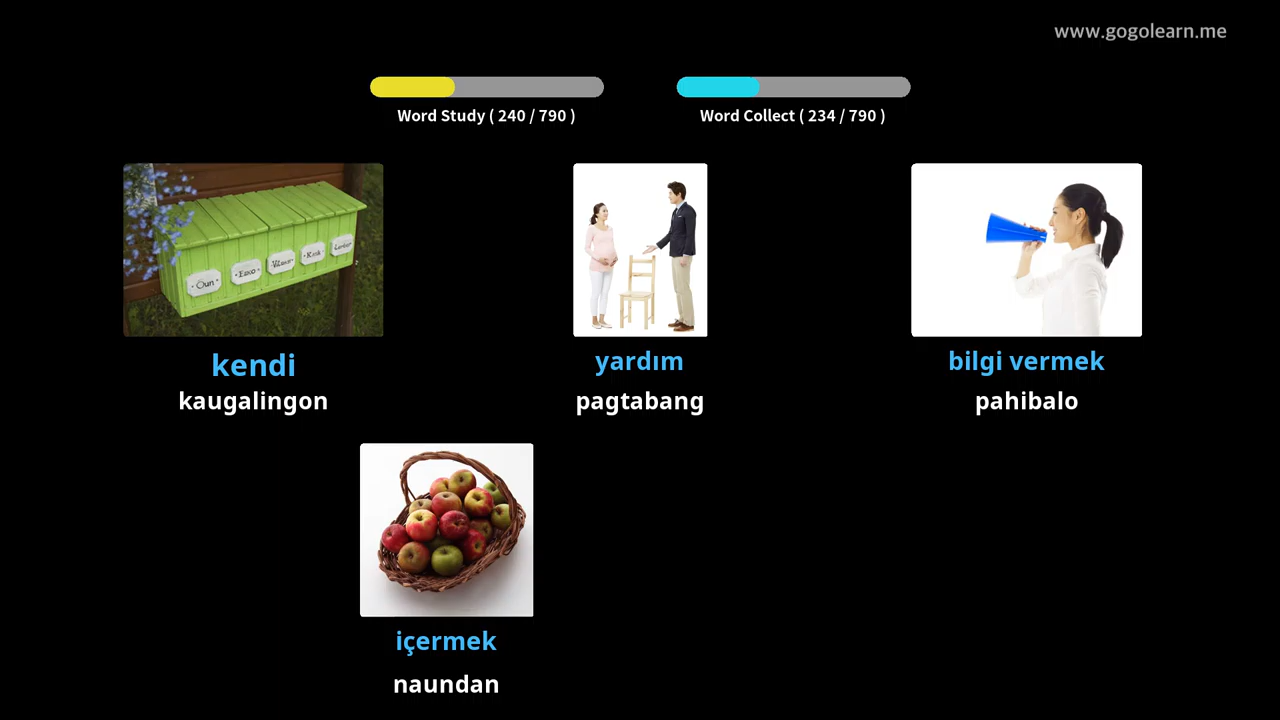 www.gogolearn.me
Word Study ( 240 / 790 )
Word Collect ( 234 / 790 )
kendi
kaugalingon
yardım
pagtabang
bilgi vermek
pahibalo
içermek
naundan